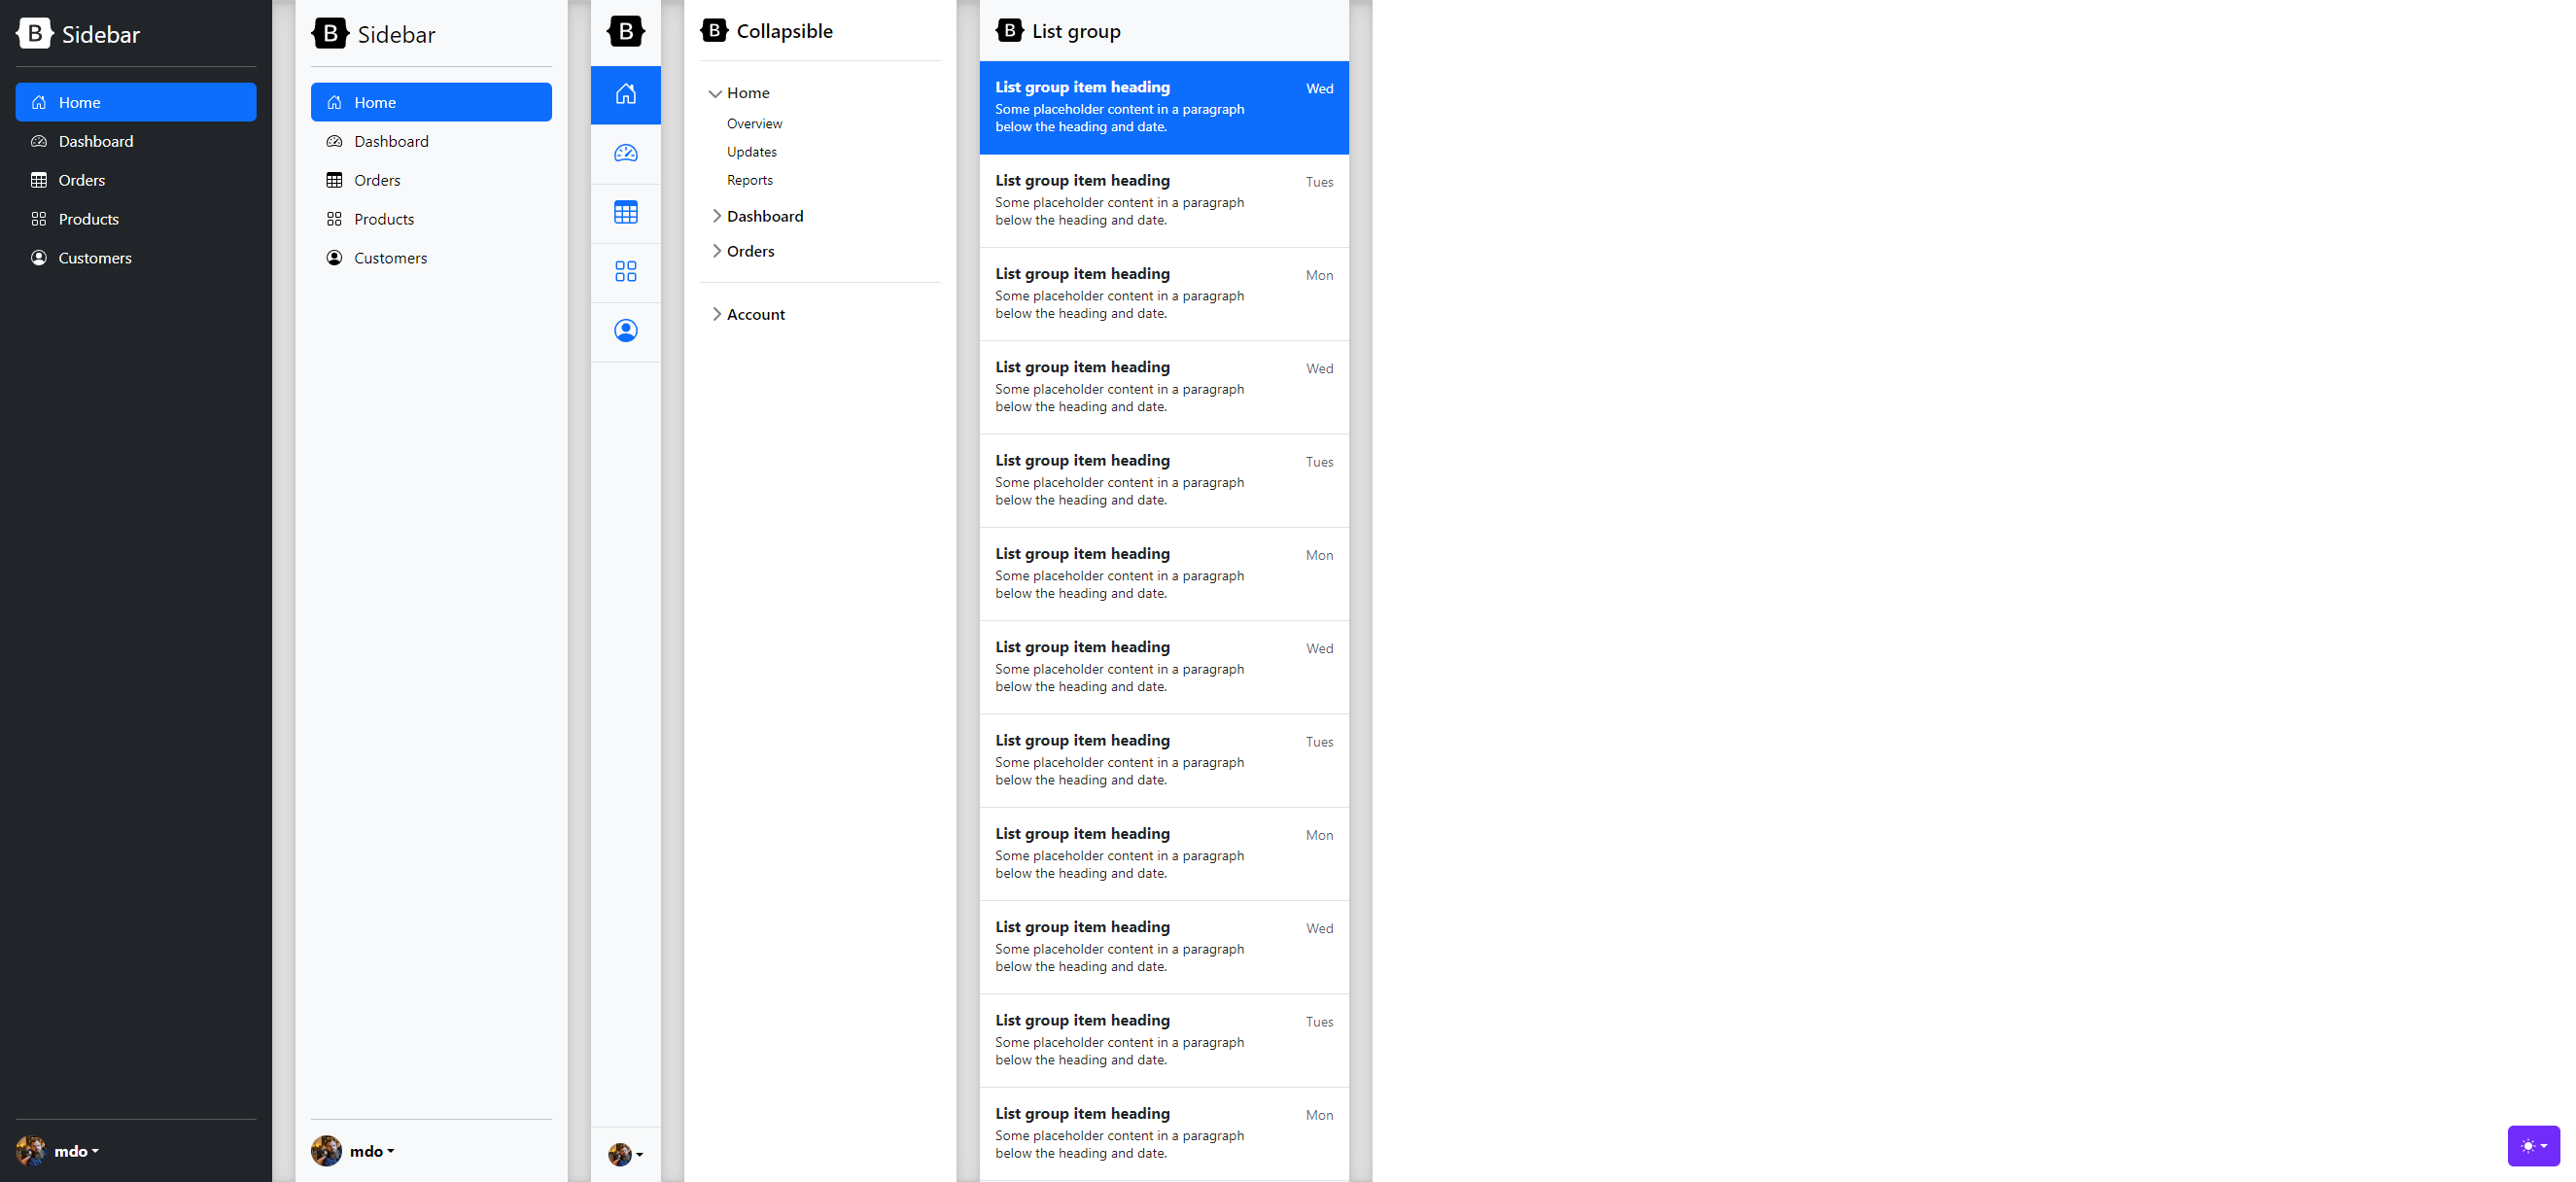 B Sidebar
Home
Dashboard
Orders
Products
Customers
mdo
B Sidebar
Home
Dashboard
Orders
Products
Customers
mdo
B
B Collapsible
Home
Overview
Updates
Reports
Dashboard
Orders
Account
B List group
List group item heading Wed
Some placeholder content in a paragraph
below the heading and date.
List group item heading Tues
Some placeholder content in a paragraph
below the heading and date.
List group item heading Mon
Some placeholder content in a paragraph
below the heading and date.
List group item heading Wed
Some placeholder content in a paragraph
below the heading and date.
List group item heading Tues
Some placeholder content in a paragraph
below the heading and date.
List group item heading Mon
Some placeholder content in a paragraph
below the heading and date.
List group item heading Wed
Some placeholder content in a paragraph
below the heading and date.
List group item heading Tues
Some placeholder content in a paragraph
below the heading and date.
List group item heading Mon
Some placeholder content in a paragraph
below the heading and date.
List group item heading Wed
Some placeholder content in a paragraph
below the heading and date.
List group item heading Tues
Some placeholder content in a paragraph
below the heading and date.
List group item heading Mon
Some placeholder content in a paragraph
below the heading and date.